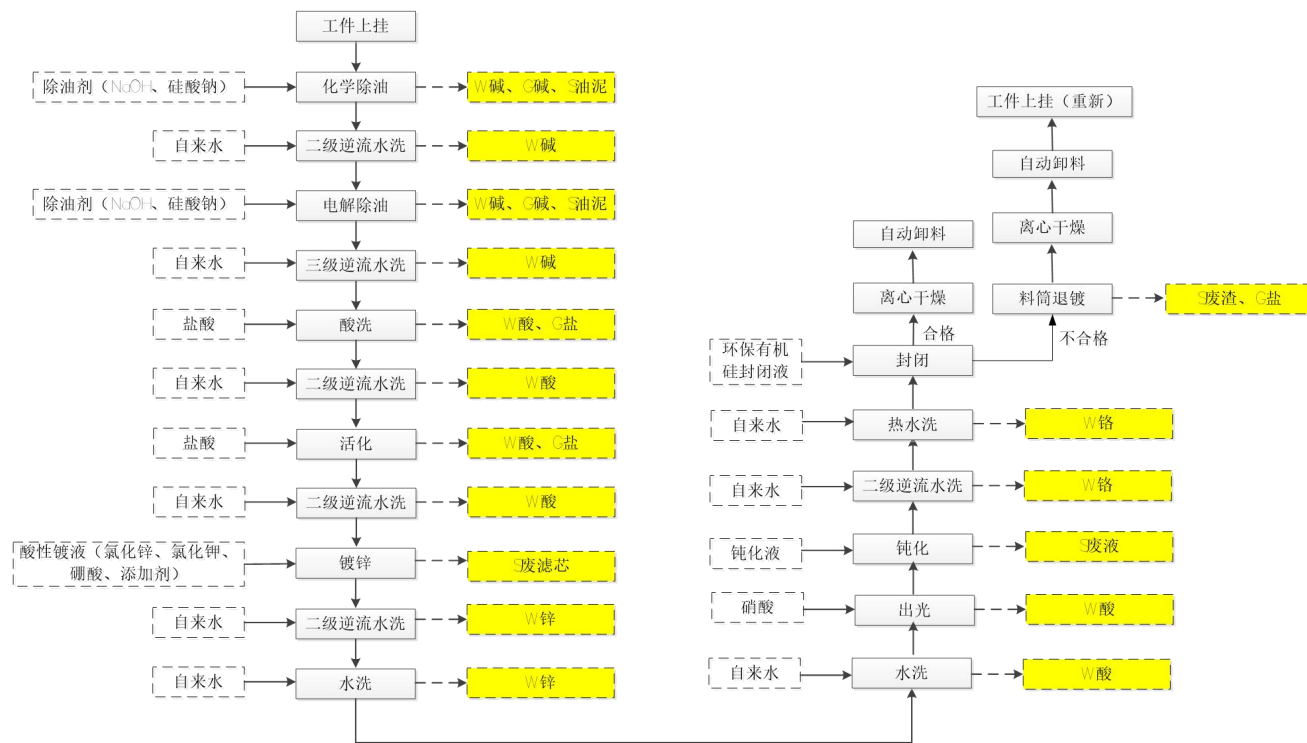 工件上挂
除油剂（NaOH、硅酸钠）
化学除油
W碱、G碱、S油泥
自来水
二级逆流水洗
W碱
除油剂（NaOH、硅酸钠）
电解除油
W碱、G碱、S油泥
自来水
三级逆流水洗
W碱
盐酸
酸洗
W酸、G盐
自来水
二级逆流水洗
W酸
盐酸
活化
W酸、G盐
自来水
二级逆流水洗
W酸
酸性镀液（氯化锌、氯化钾、
硼酸、添加剂）
镀锌
S废滤芯
自来水
二级逆流水洗
W锌
自来水
水洗
W锌
工件上挂（重新）
自动卸料
离心干燥
料筒退镀
S废渣、G盐
不合格
自动卸料
离心干燥
合格
环保有机
硅封闭液
封闭
自来水
热水洗
W铬
自来水
二级逆流水洗
W铬
钝化液
钝化
S废液
硝酸
出光
W酸
自来水
水洗
W酸